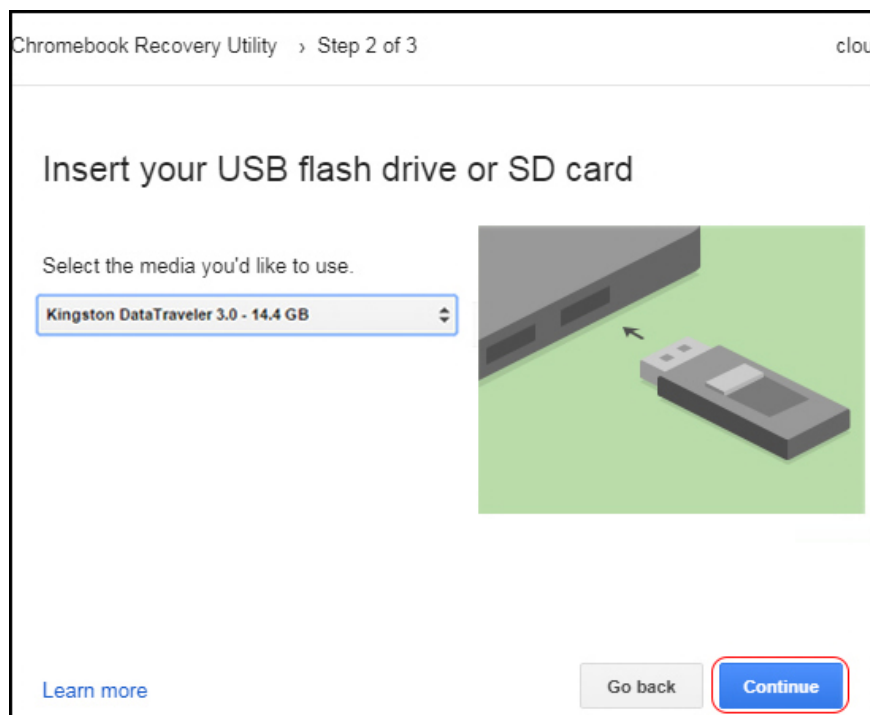 Chromebook Recovery Utility › Step 2 of 3
clou
Insert your USB flash drive or SD card
Select the media you'd like to use.
Kingston DataTraveler 3.0 - 14.4 GB
Learn more
Go back
Continue